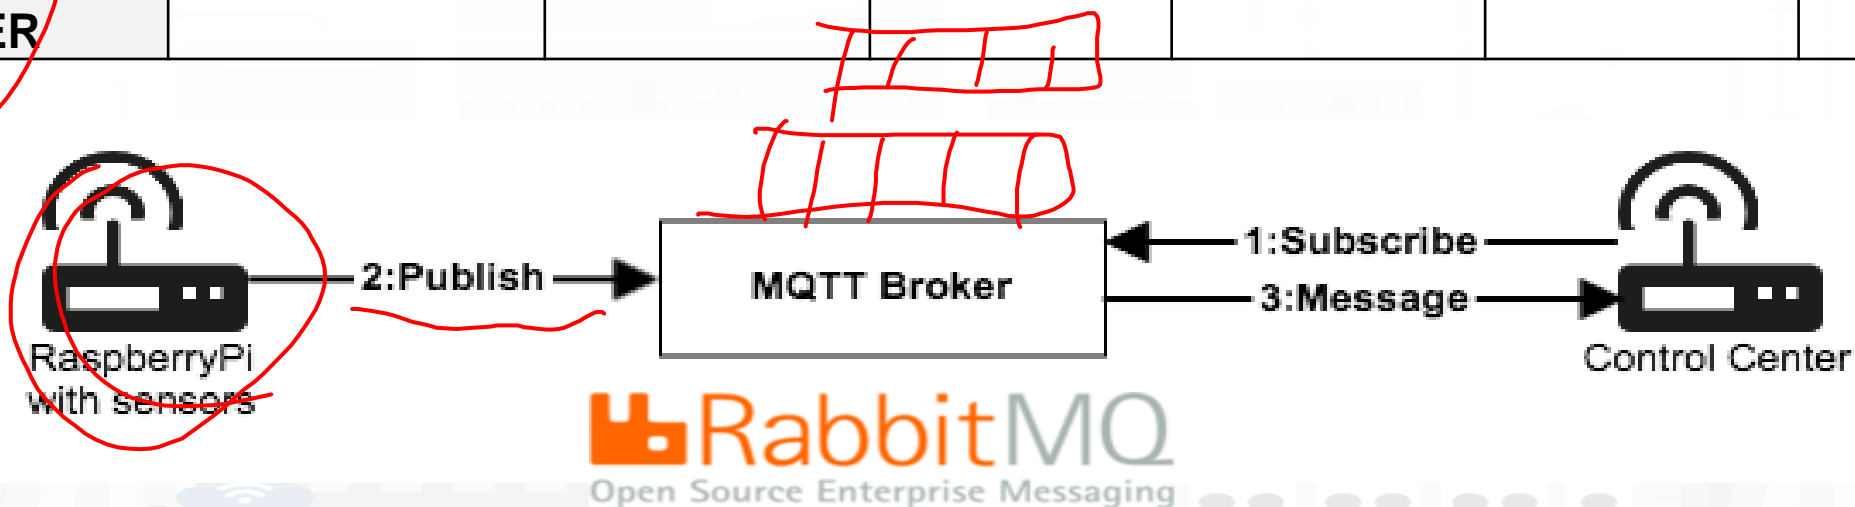 ER
1:Subscribe
2:Publish
MQTT Broker
3:Message
RaspberryPi
with sensors
Control Center
RabbitMQ
Open Source Enterprise Messaging